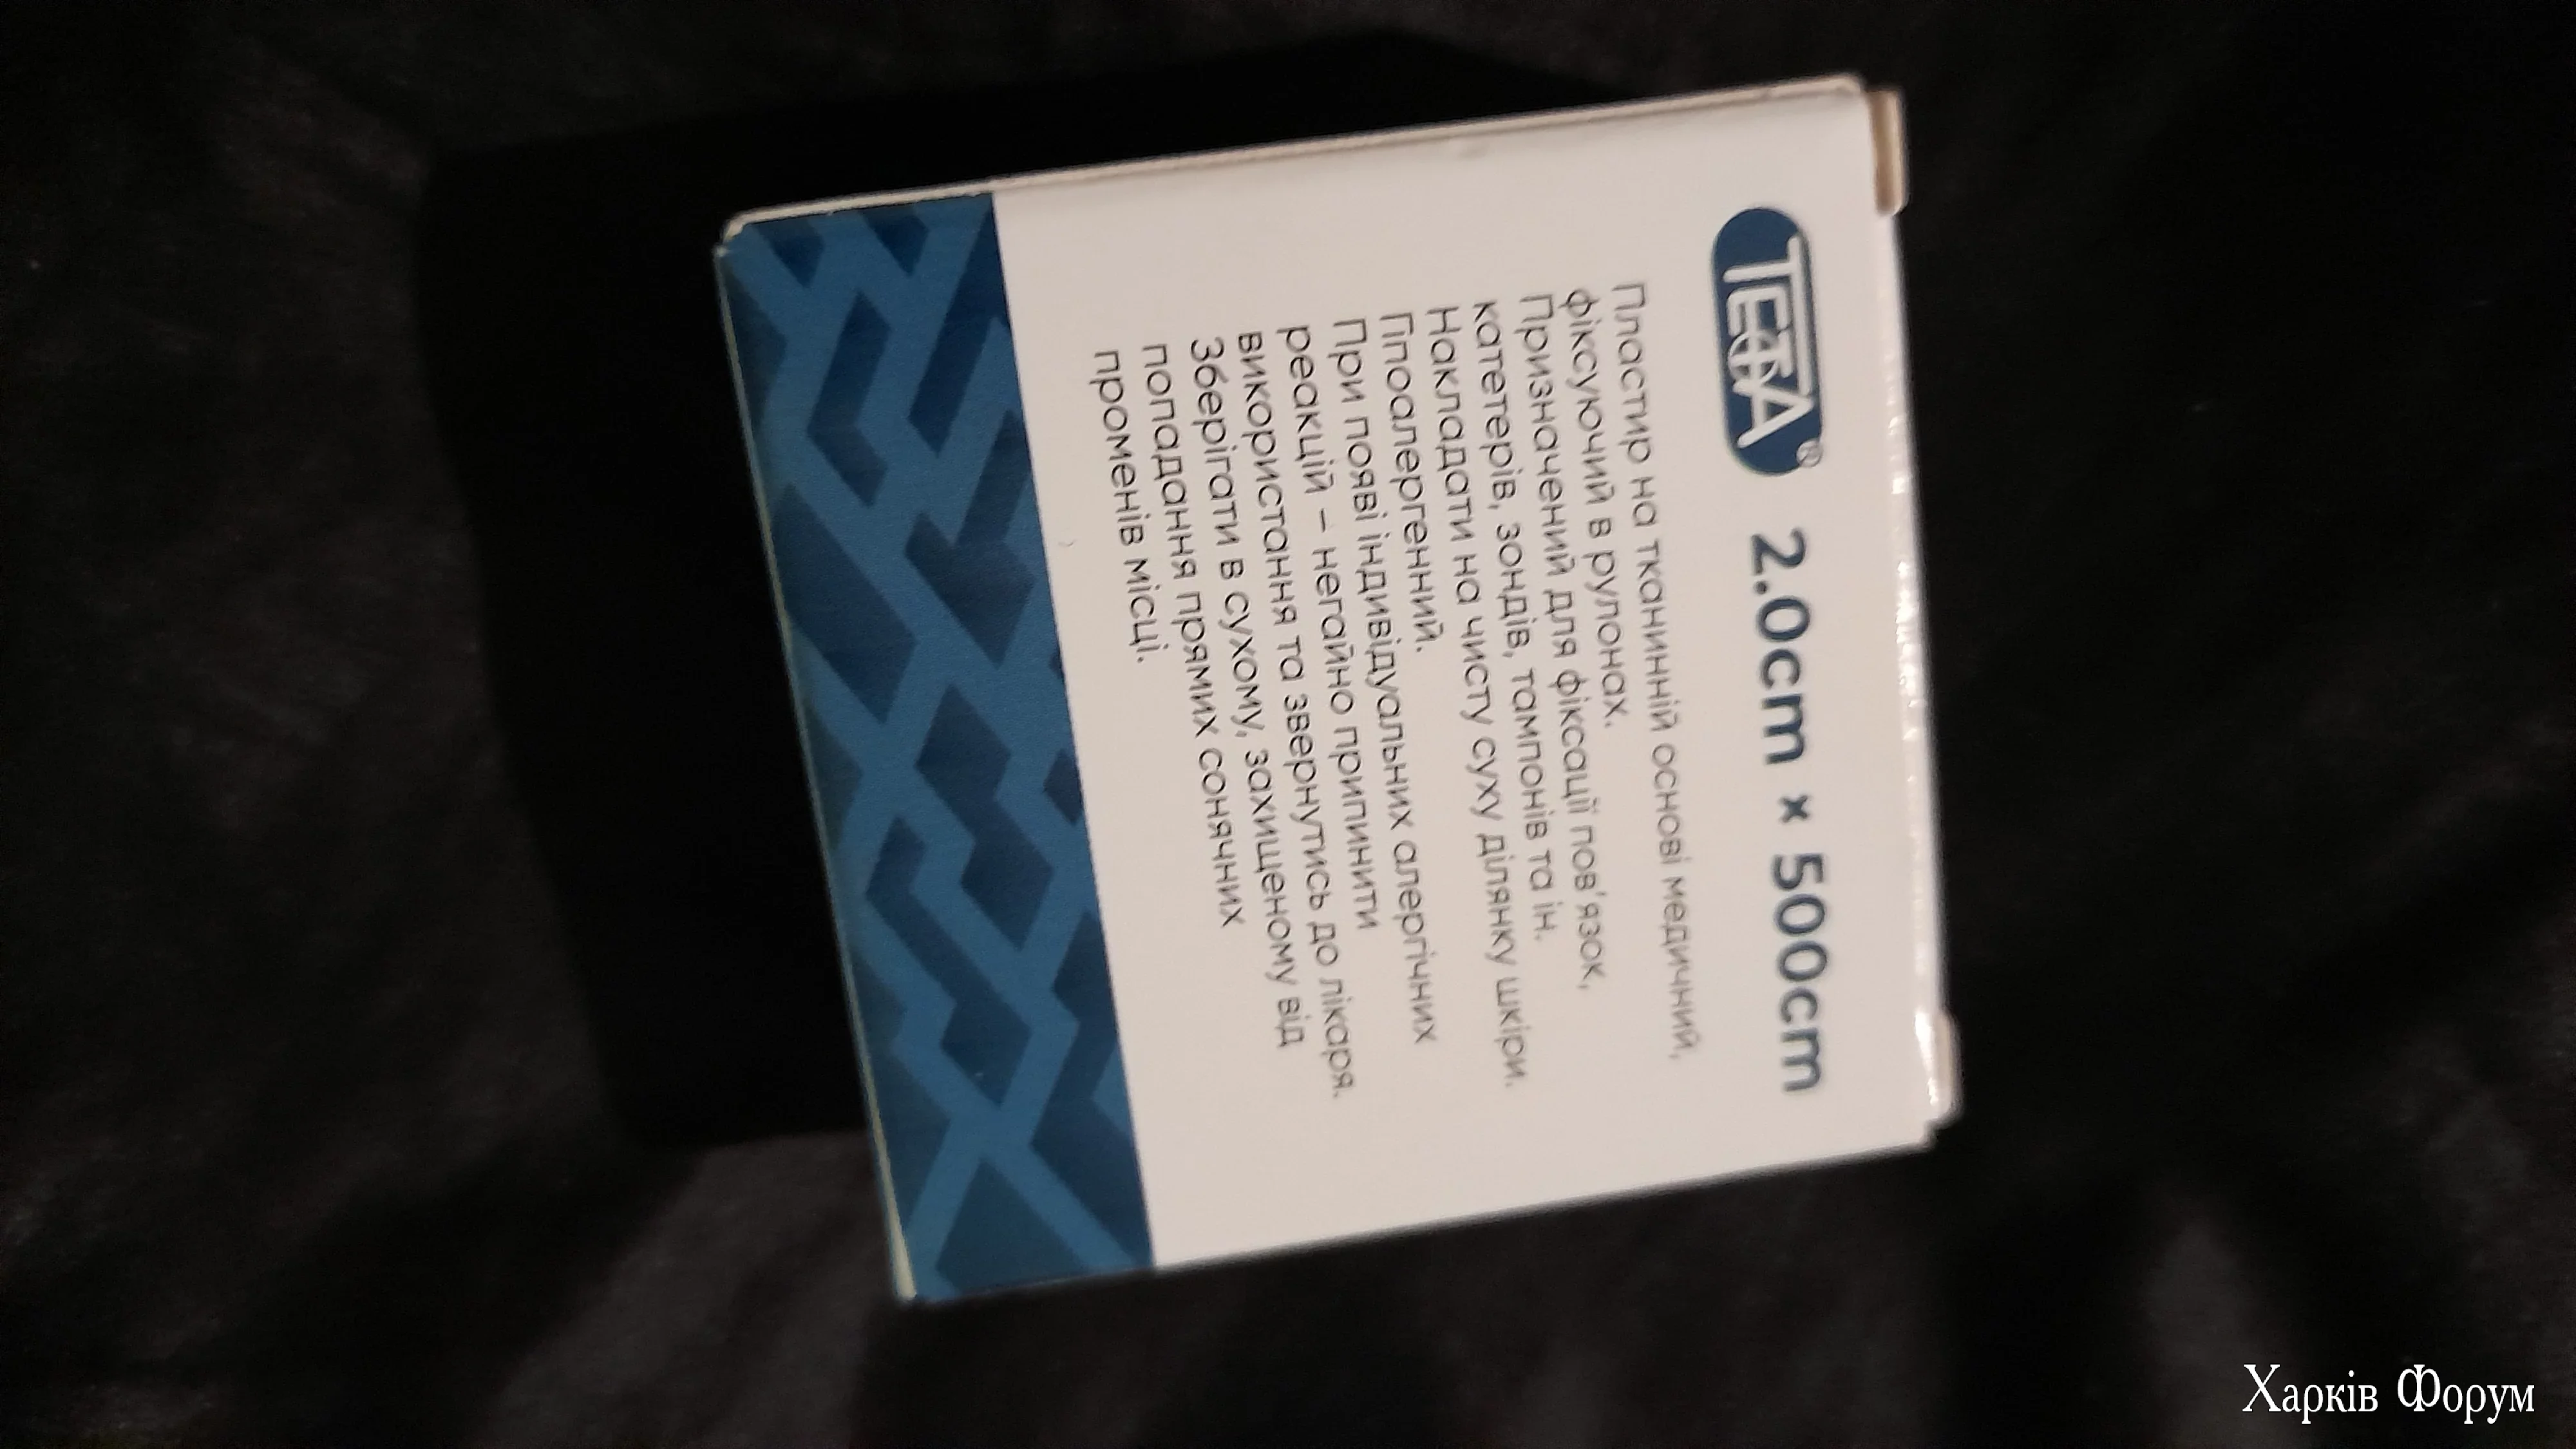 ТЕТА® 2.0cm × 500cm
Пластир на тканинній основі медичний,
фіксуючий в рулонах.
Призначений для фіксації пов'язок,
катетерів, зондів, тампонів та ін.
Накладати на чисту суху ділянку шкіри.
Гіпоалергенний.
При появі індивідуальних алергічних
реакцій – негайно припинити
використання та звернутись до лікаря.
Зберігати в сухому, захищеному від
попадання прямих сонячних
променів місці.
Харків Форум